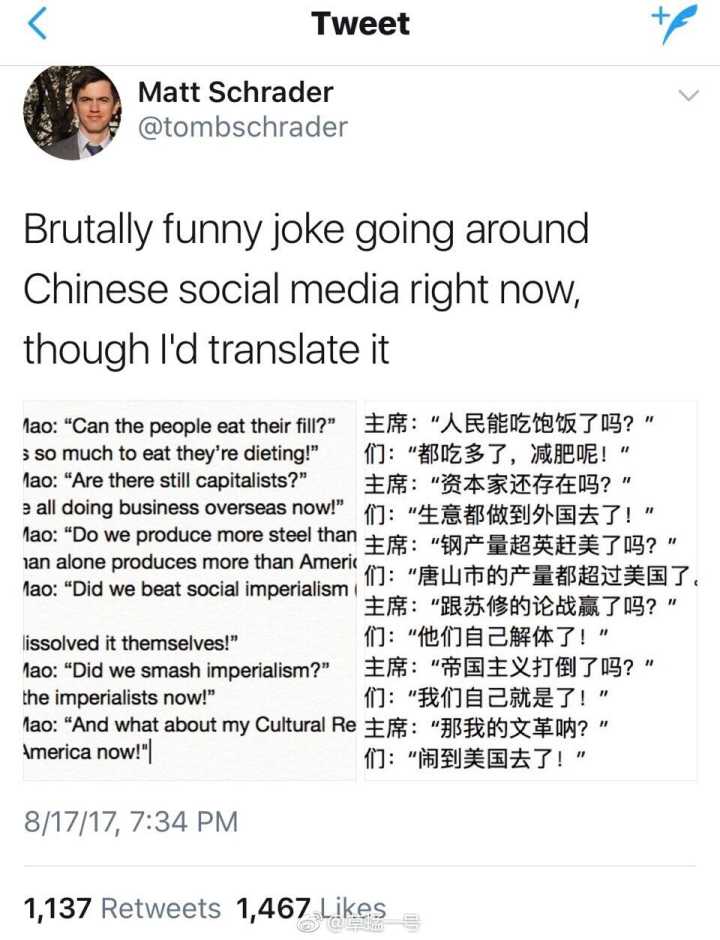 Tweet
Matt Schrader
@tombschrader
Brutally funny joke going around
Chinese social media right now,
though I'd translate it
Mao: “Can the people eat their fill?”
s so much to eat they’re dieting!”
Mao: “Are there still capitalists?”
e all doing business overseas now!”
Mao: “Do we produce more steel than
han alone produces more than Americ
Mao: “Did we beat social imperialism (
dissolved it themselves!”
Mao: “Did we smash imperialism?”
the imperialists now!”
Mao: “And what about my Cultural Re
America now!"
主席：“人民能吃饱饭了吗？”
们：“都吃多了，减肥呢！“
主席：“资本家还存在吗？”
们：“生意都做到外国去了！”
主席：“钢产量超英赶美了吗？”
们：“唐山市的产量都超过美国了。
主席：“跟苏修的论战赢了吗？”
们：“他们自己解体了！”
主席：“帝国主义打倒了吗？”
们：“我们自己就是了！”
主席：“那我的文革呐？”
们：“闹到美国去了！”
8/17/17, 7:34 PM
1,137 Retweets 1,467 Likes